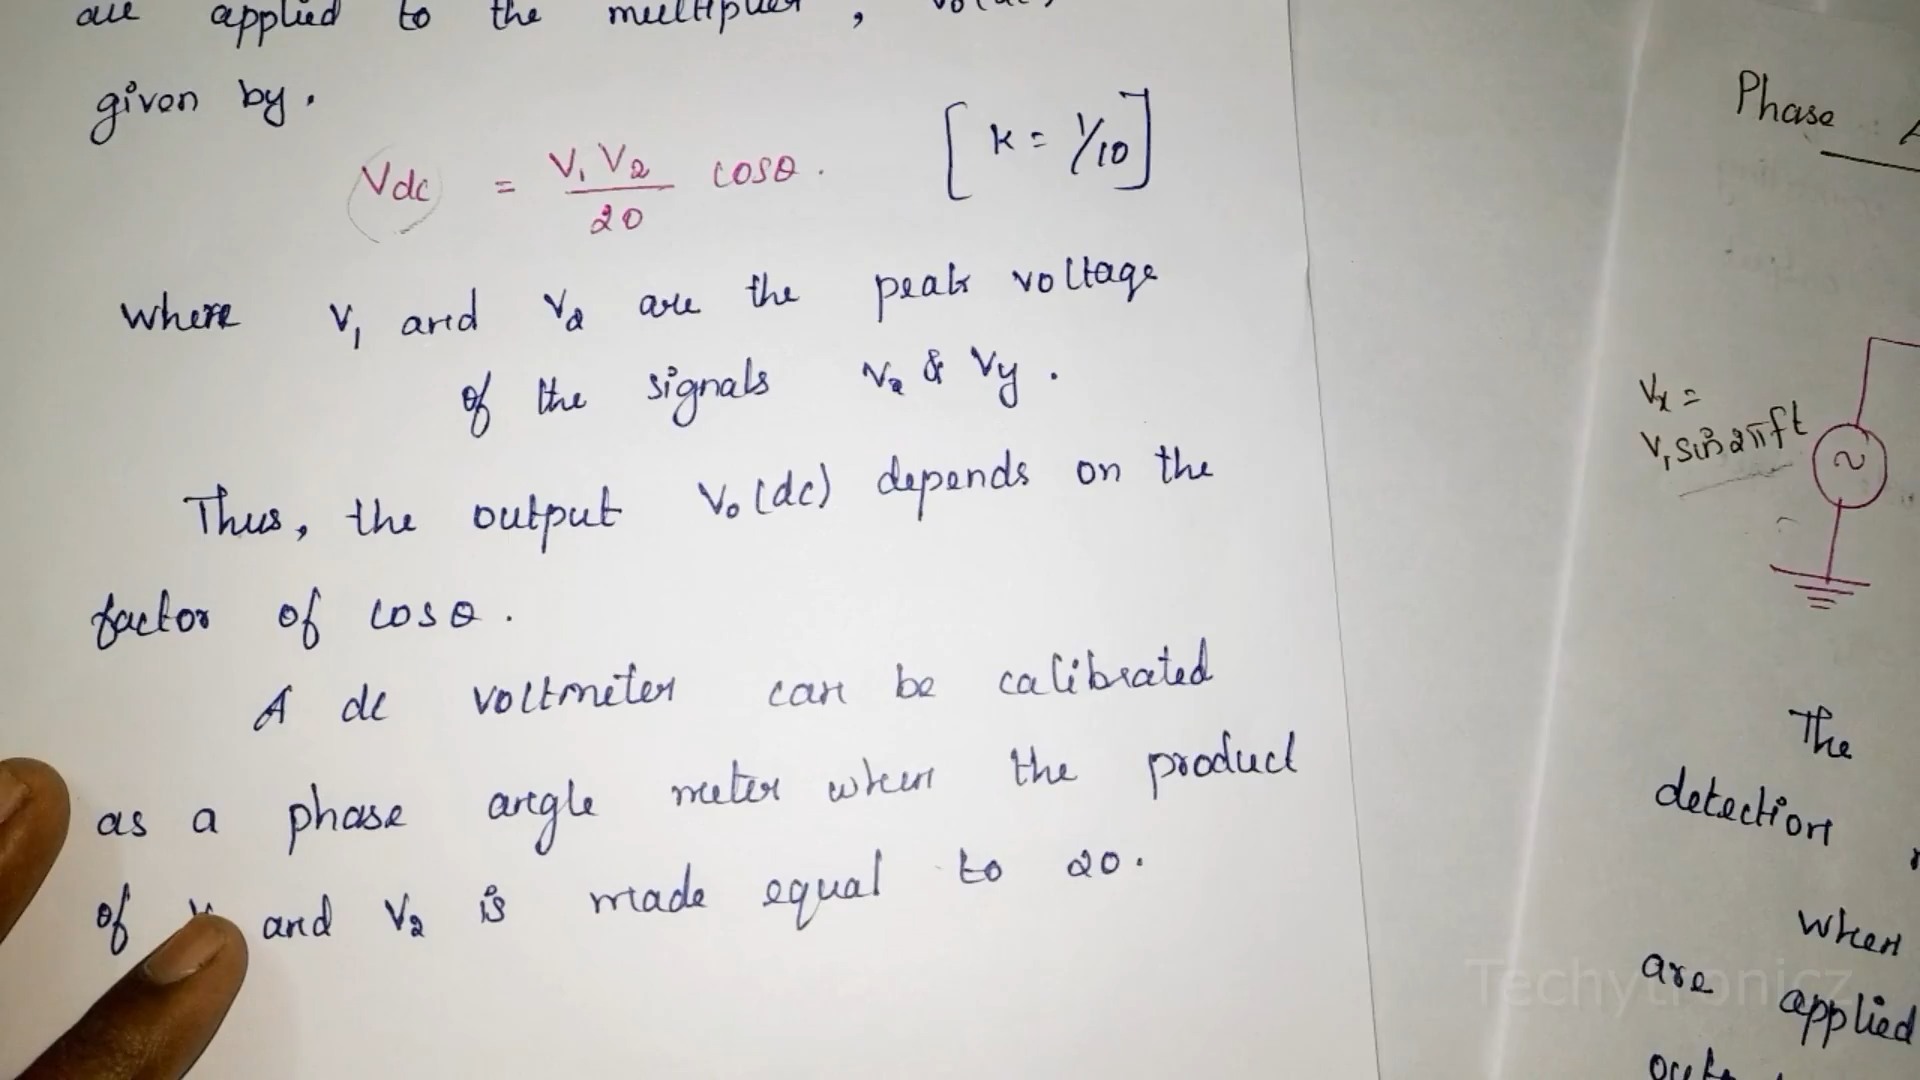 are applied to the multiplier,
given by.
Vdc = V1 V2 / 20 cosθ. [K = 1/10]
where V1 and V2 are the peak voltage
of the signals Vx & Vy.
Thus, the output Vo(dc) depends on the
factor of cosθ.
A dc voltmeter can be calibrated
as a phase angle meter when the product
of and V2 is made equal to 20.
Phase
Vx =
V1 sin2πft
~
The
detection
when
are applied
Techytronicz